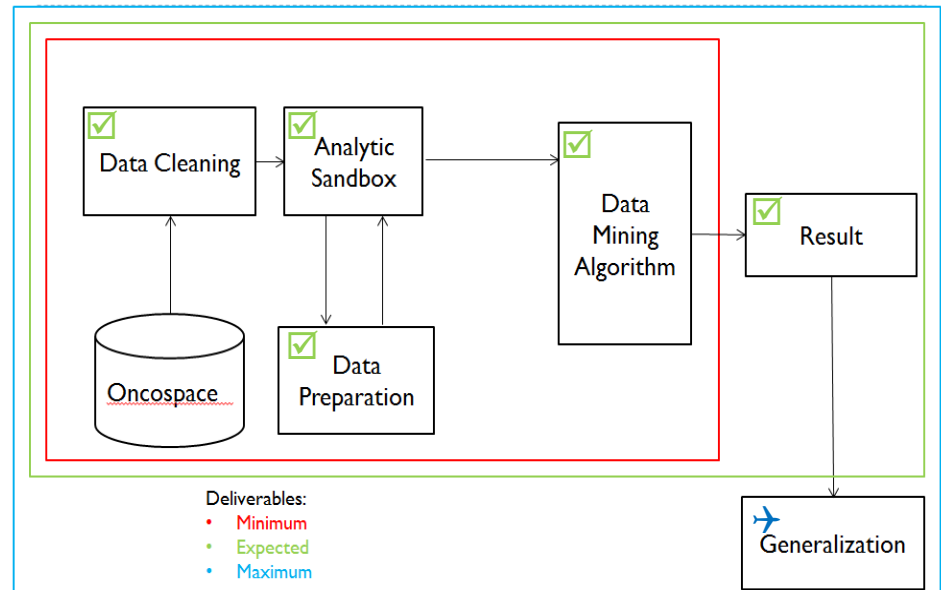 Data Cleaning
Analytic
Sandbox
Data
Mining
Algorithm
Result
Oncospace
Data
Preparation
Generalization
Deliverables:
• Minimum
• Expected
• Maximum